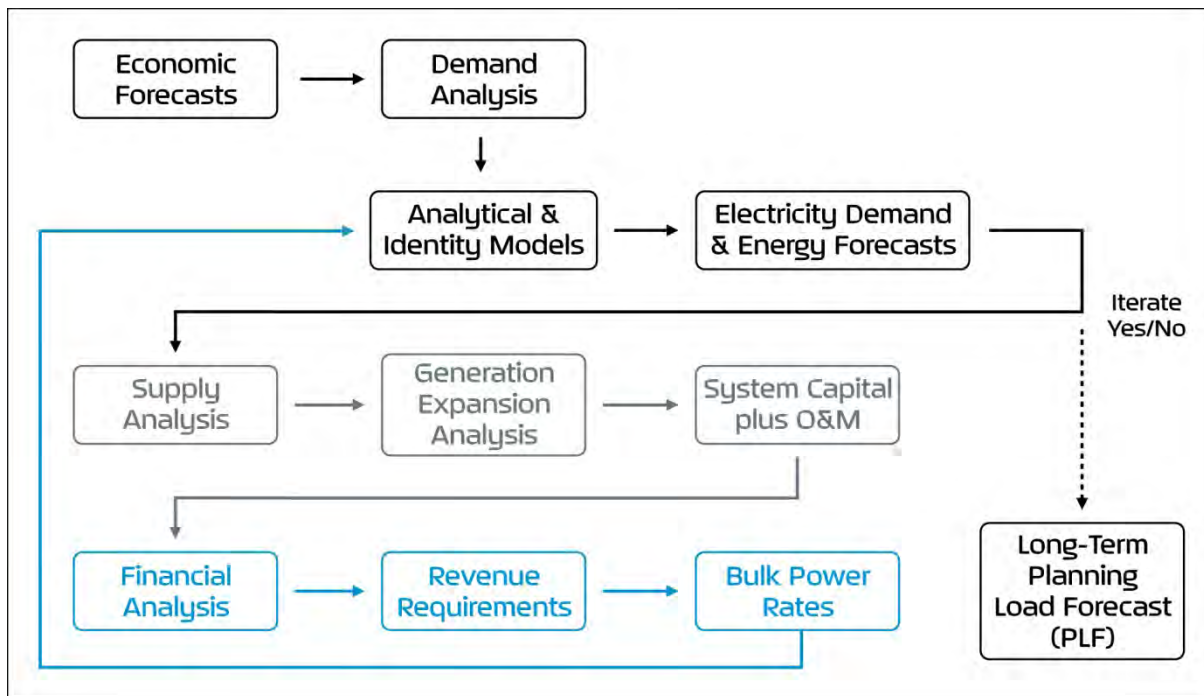 Economic
Forecasts
Demand
Analysis
Analytical &
Identity Models
Electricity Demand
& Energy Forecasts
Iterate
Yes/No
Supply
Analysis
Generation
Expansion
Analysis
System Capital
plus O&M
Financial
Analysis
Revenue
Requirements
Bulk Power
Rates
Long-Term
Planning
Load Forecast
(PLF)